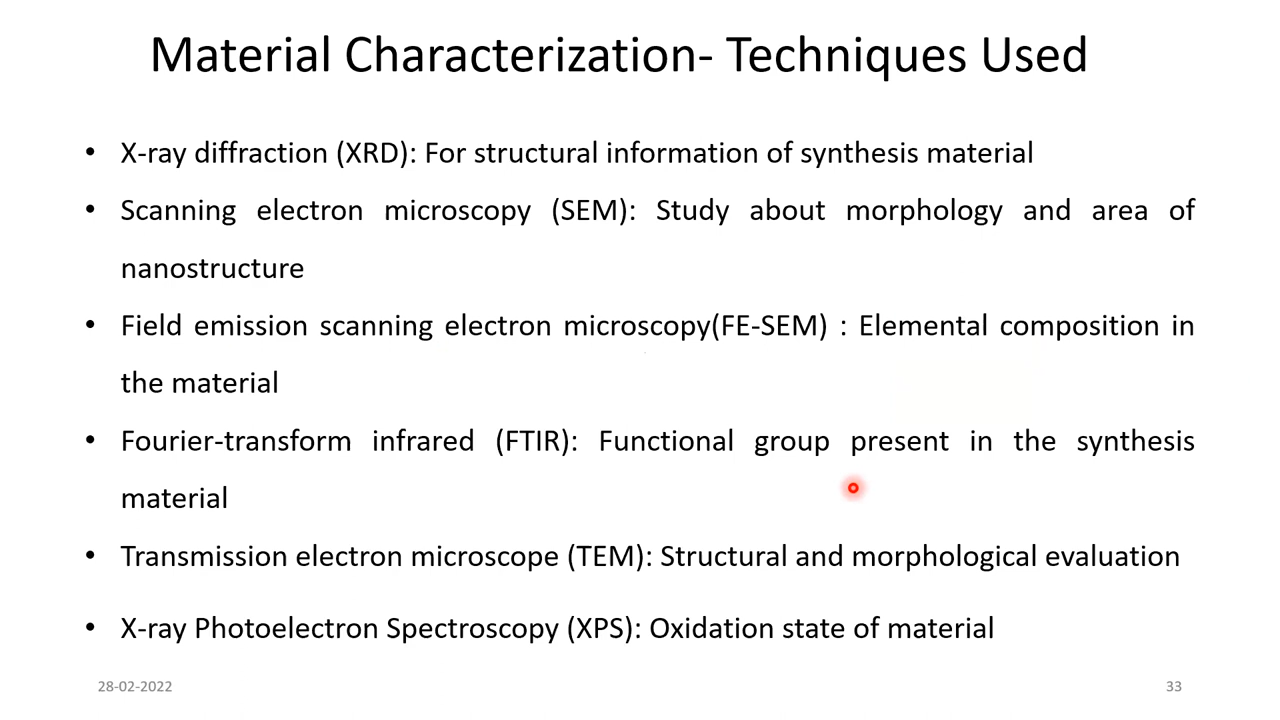 Material Characterization- Techniques Used
• X-ray diffraction (XRD): For structural information of synthesis material
• Scanning electron microscopy (SEM): Study about morphology and area of
nanostructure
• Field emission scanning electron microscopy(FE-SEM) : Elemental composition in
the material
• Fourier-transform infrared (FTIR): Functional group present in the synthesis
material
• Transmission electron microscope (TEM): Structural and morphological evaluation
• X-ray Photoelectron Spectroscopy (XPS): Oxidation state of material
28-02-2022
33